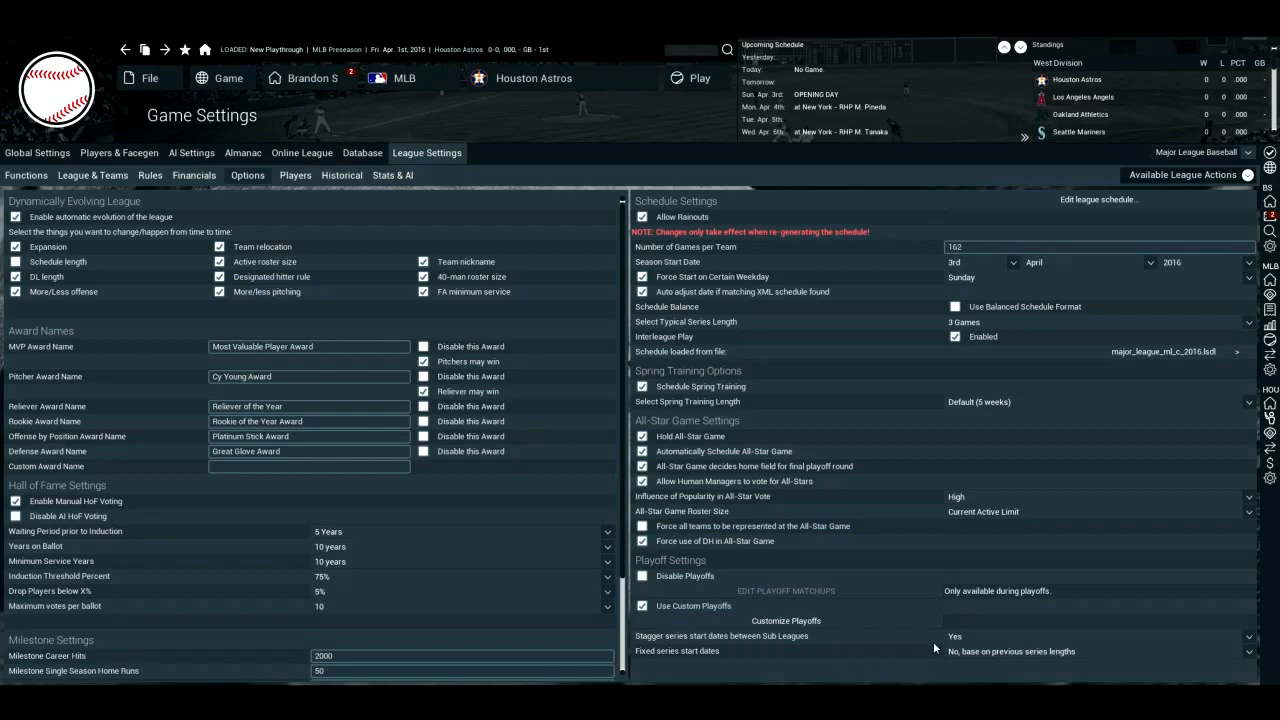 LOADED: New Playthrough | MLB Preseason | Fri. Apr. 1st, 2016 | Houston Astros 0-0, .000, - GB - 1st
File Game Brandon S 2 MLB Houston Astros Play
Game Settings
Upcoming Schedule
Yesterday:
Today: No Game.
Tomorrow:
Sun. Apr. 3rd: OPENING DAY
Mon. Apr. 4th: at New York - RHP M. Pineda
Tue. Apr. 5th:
Wed. Apr. 6th: at New York - RHP M. Tanaka
Standings
West Division W L PCT GB
Houston Astros 0 0 .000 -
Los Angeles Angels 0 0 .000 -
Oakland Athletics 0 0 .000 -
Seattle Mariners 0 0 .000 -
Global Settings Players & Facegen AI Settings Almanac Online League Database League Settings Major League Baseball
Functions League & Teams Rules Financials Options Players Historical Stats & AI Available League Actions
Dynamically Evolving League
Enable automatic evolution of the league
Select the things you want to change/happen from time to time:
Expansion Team relocation
Schedule length Active roster size Team nickname
DL length Designated hitter rule 40-man roster size
More/Less offense More/less pitching FA minimum service
Award Names
MVP Award Name Most Valuable Player Award Disable this Award
Pitchers may win
Pitcher Award Name Cy Young Award Disable this Award
Reliever may win
Reliever Award Name Reliever of the Year Disable this Award
Rookie Award Name Rookie of the Year Award Disable this Award
Offense by Position Award Name Platinum Stick Award Disable this Award
Defense Award Name Great Glove Award Disable this Award
Custom Award Name
Hall of Fame Settings
Enable Manual HoF Voting
Disable AI HoF Voting
Waiting Period prior to Induction 5 Years
Years on Ballot 10 years
Minimum Service Years 10 years
Induction Threshold Percent 75%
Drop Players below X% 5%
Maximum votes per ballot 10
Milestone Settings
Milestone Career Hits 2000
Milestone Single Season Home Runs 50
Schedule Settings Edit league schedule...
Allow Rainouts
NOTE: Changes only take effect when re-generating the schedule!
Number of Games per Team 162
Season Start Date 3rd April 2016
Force Start on Certain Weekday Sunday
Auto adjust date if matching XML schedule found
Schedule Balance Use Balanced Schedule Format
Select Typical Series Length 3 Games
Interleague Play Enabled
Schedule loaded from file: major_league_ml_c_2016.lsdl >
Spring Training Options
Schedule Spring Training
Select Spring Training Length Default (5 weeks)
All-Star Game Settings
Hold All-Star Game
Automatically Schedule All-Star Game
All-Star Game decides home field for final playoff round
Allow Human Managers to vote for All-Stars
Influence of Popularity in All-Star Vote High
All-Star Game Roster Size Current Active Limit
Force all teams to be represented at the All-Star Game
Force use of DH in All-Star Game
Playoff Settings
Disable Playoffs
EDIT PLAYOFF MATCHUPS Only available during playoffs.
Use Custom Playoffs
Customize Playoffs
Stagger series start dates between Sub Leagues Yes
Fixed series start dates No, base on previous series lengths
BS
2
MLB
HOU